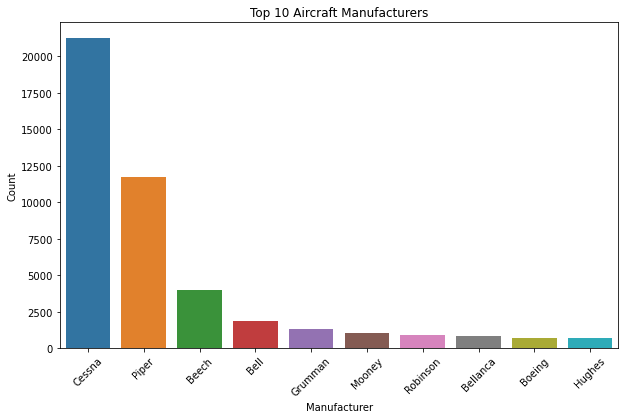 Top 10 Aircraft Manufacturers
Count
20000
17500
15000
12500
10000
7500
5000
2500
0
Cessna
Piper
Beech
Bell
Grumman
Mooney
Robinson
Bellanca
Boeing
Hughes
Manufacturer